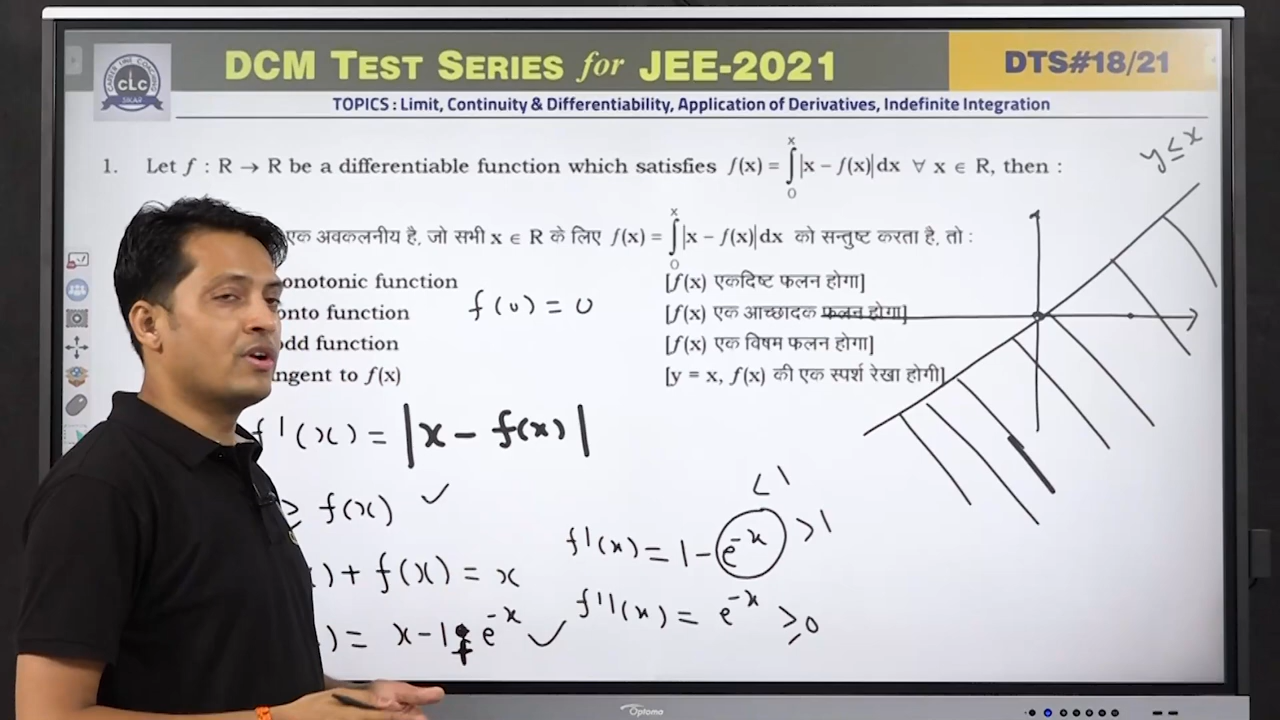 DCM TEST SERIES for JEE-2021
DTS#18/21
CLC
SIKAR
TOPICS : Limit, Continuity & Differentiability, Application of Derivatives, Indefinite Integration
1. Let f : R → R be a differentiable function which satisfies f(x) = ∫₀ˣ |x – f(x)| dx ∀ x ∈ R, then :
y ≤ x
एक अवकलनीय है, जो सभी x ∈ R के लिए f(x) = ∫₀ˣ |x – f(x)| dx को सन्तुष्ट करता है, तो :
onotonic function [f(x) एकदिष्ट फलन होगा]
onto function [f(x) एक आच्छादक फलन होगा]
f(0) = 0
odd function [f(x) एक विषम फलन होगा]
ngent to f(x) [y = x, f(x) की एक स्पर्श रेखा होगी]
f'(x) = |x – f(x)|
≥ f(x) ✓
) + f(x) = x
) = x – 1 e⁻ˣ ✓
< 1
f'(x) = 1 – e⁻ˣ > 1
f''(x) = e⁻ˣ ≥ 0
Optoma